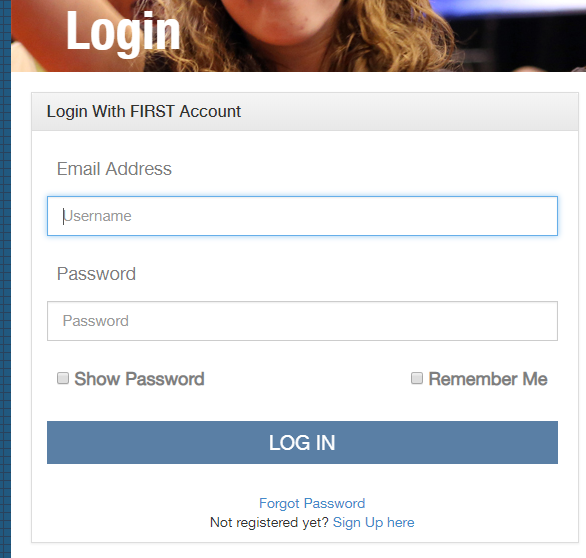 Login
Login With FIRST Account
Email Address
Username
Password
Password
Show Password
Remember Me
LOG IN
Forgot Password
Not registered yet? Sign Up here